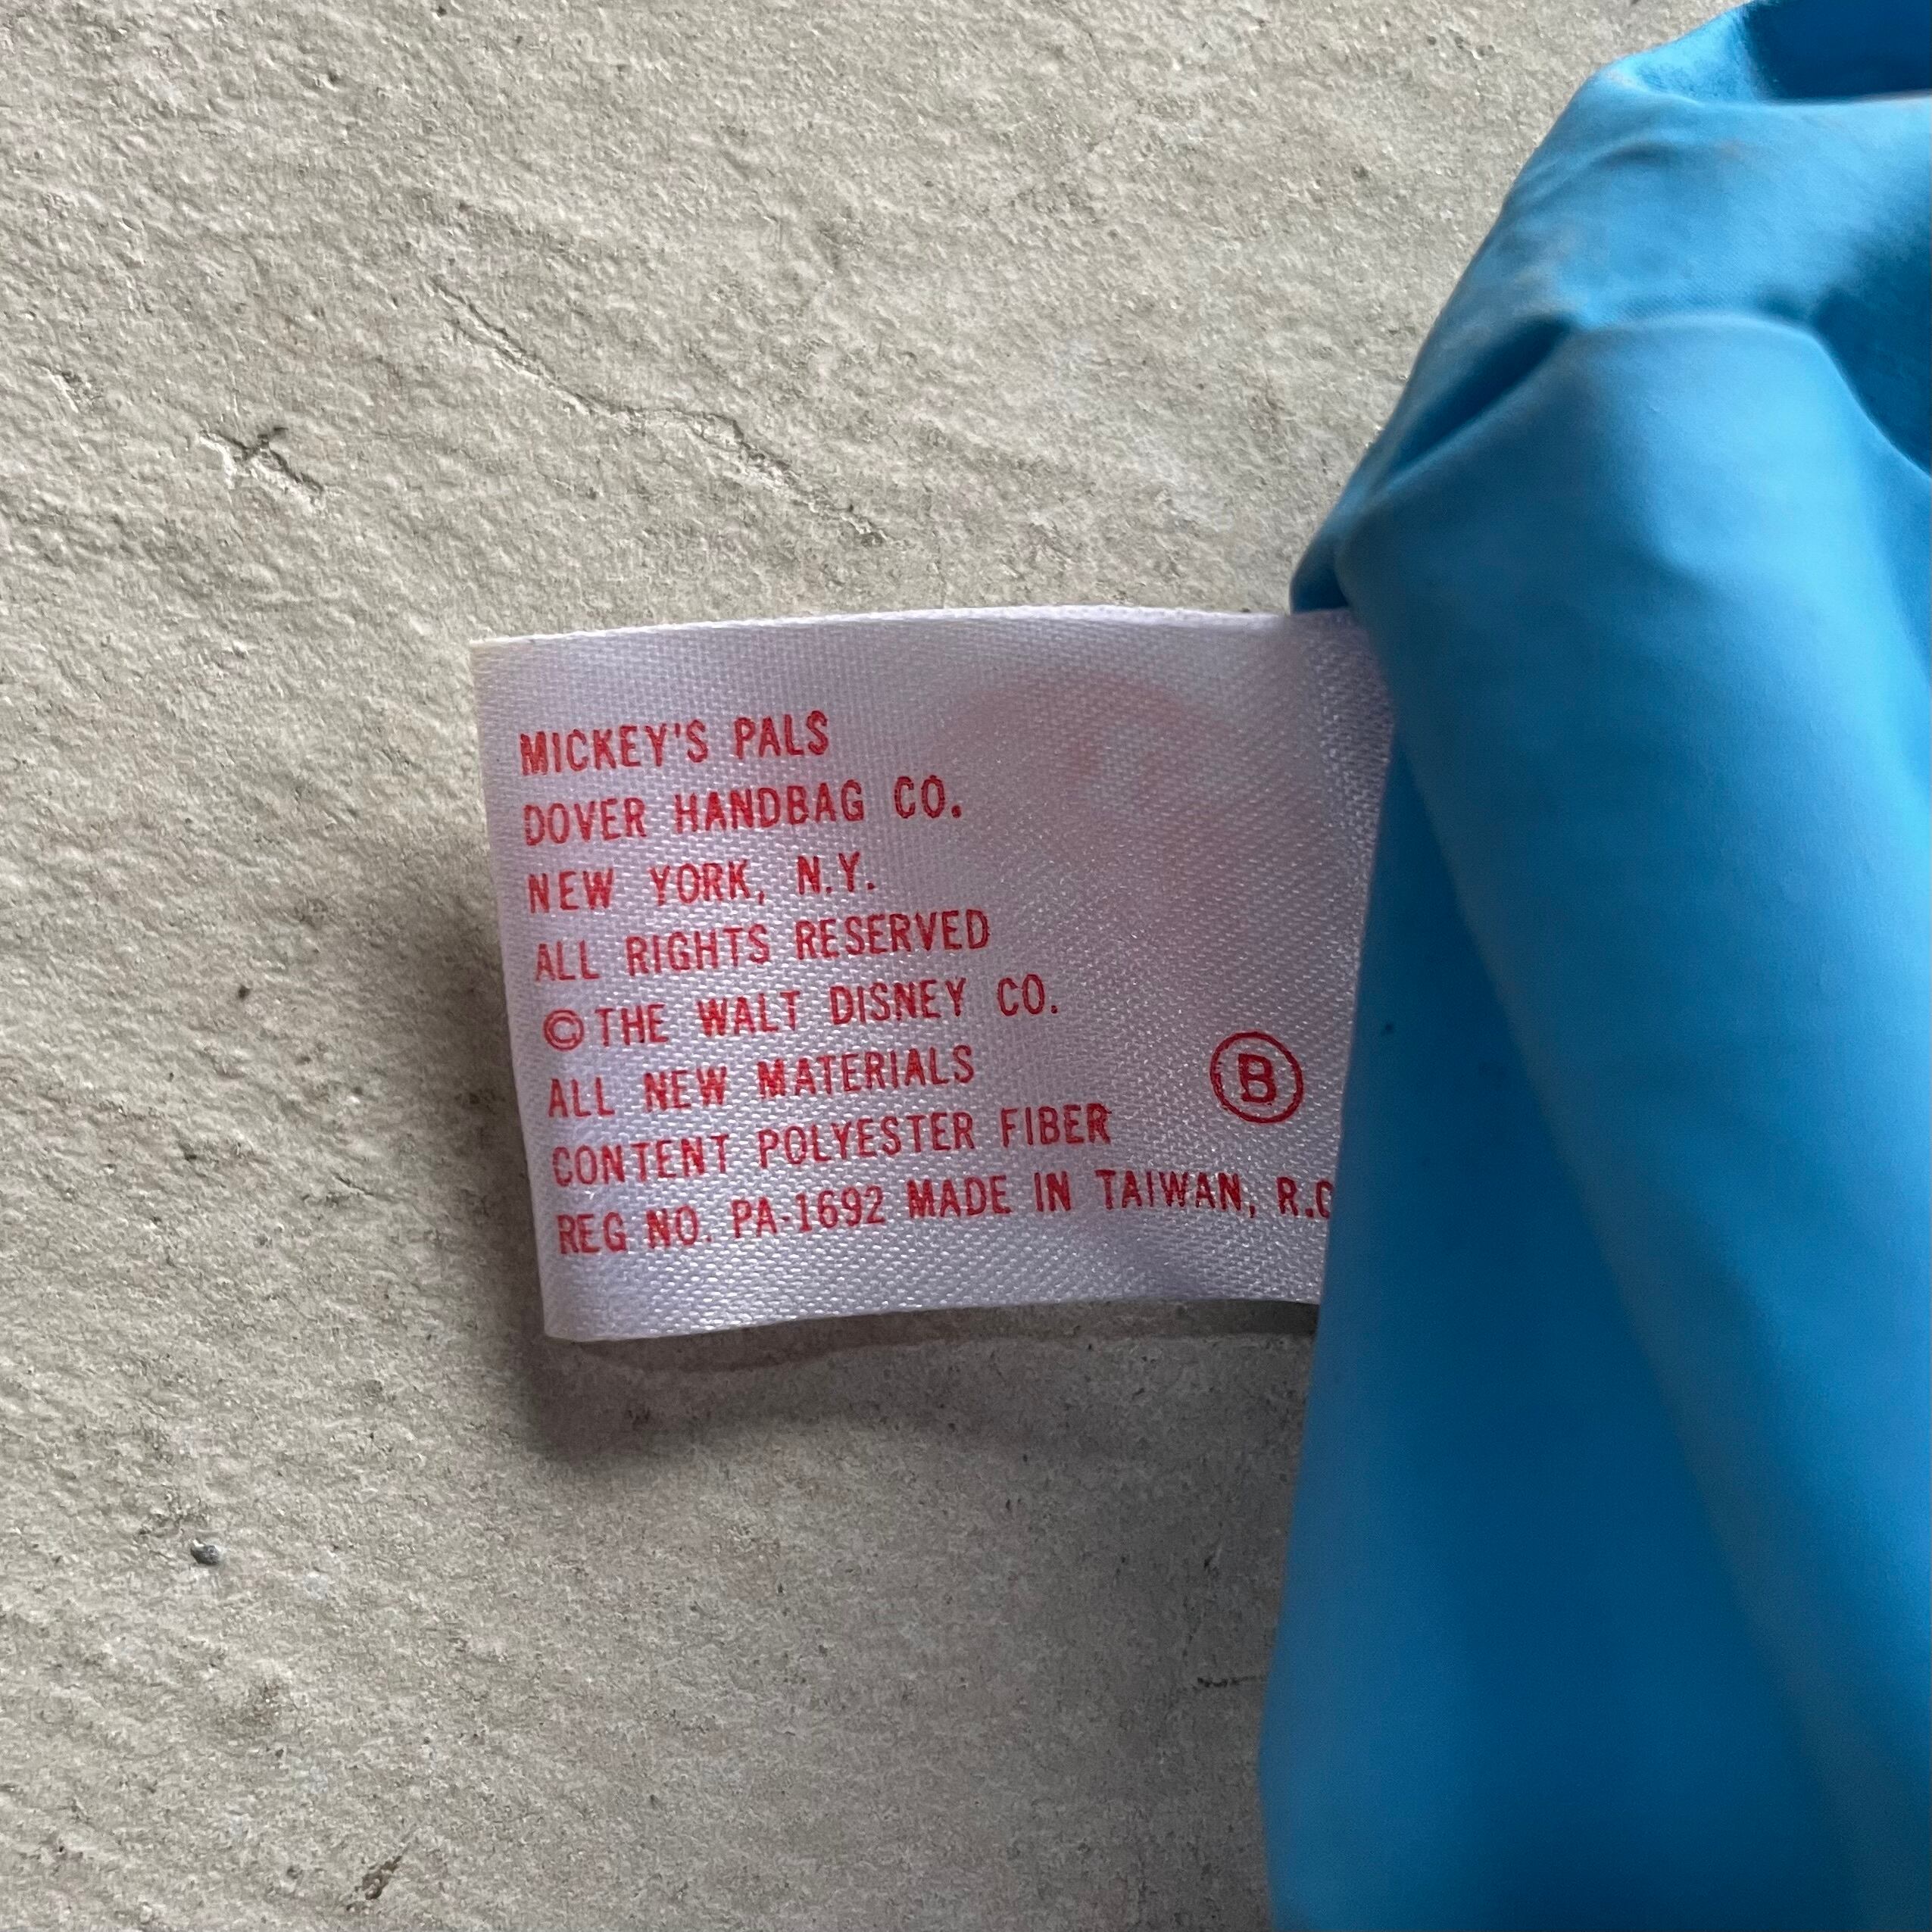 MICKEY'S PALS
DOVER HANDBAG CO.
NEW YORK, N.Y.
ALL RIGHTS RESERVED
© THE WALT DISNEY CO.
ALL NEW MATERIALS
B
CONTENT POLYESTER FIBER
REG NO. PA-1692 MADE IN TAIWAN,